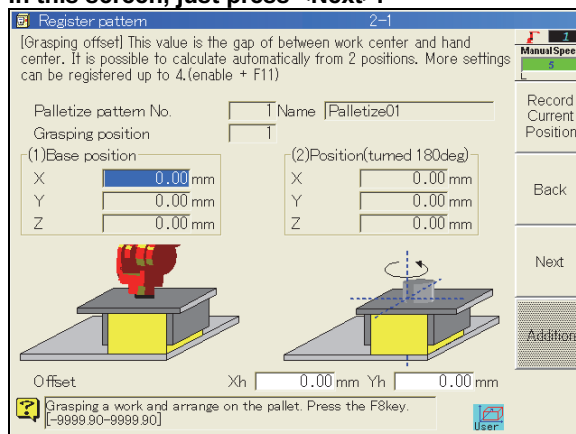 In this screen, just press <Next>.
Register pattern 2-1
[Grasping offset] This value is the gap of between work center and hand
center. It is possible to calculate automatically from 2 positions. More settings
can be registered up to 4.(enable + F11)
1
Manual Spee
5
L
Palletize pattern No. 1 Name Palletize01
Grasping position 1
(1)Base position (2)Position(turned 180deg)
X 0.00 mm X 0.00 mm
Y 0.00 mm Y 0.00 mm
Z 0.00 mm Z 0.00 mm
Record
Current
Position
Back
Next
Addition
Offset Xh 0.00 mm Yh 0.00 mm
Grasping a work and arrange on the pallet. Press the F8key.
[-9999.90-9999.90]
User